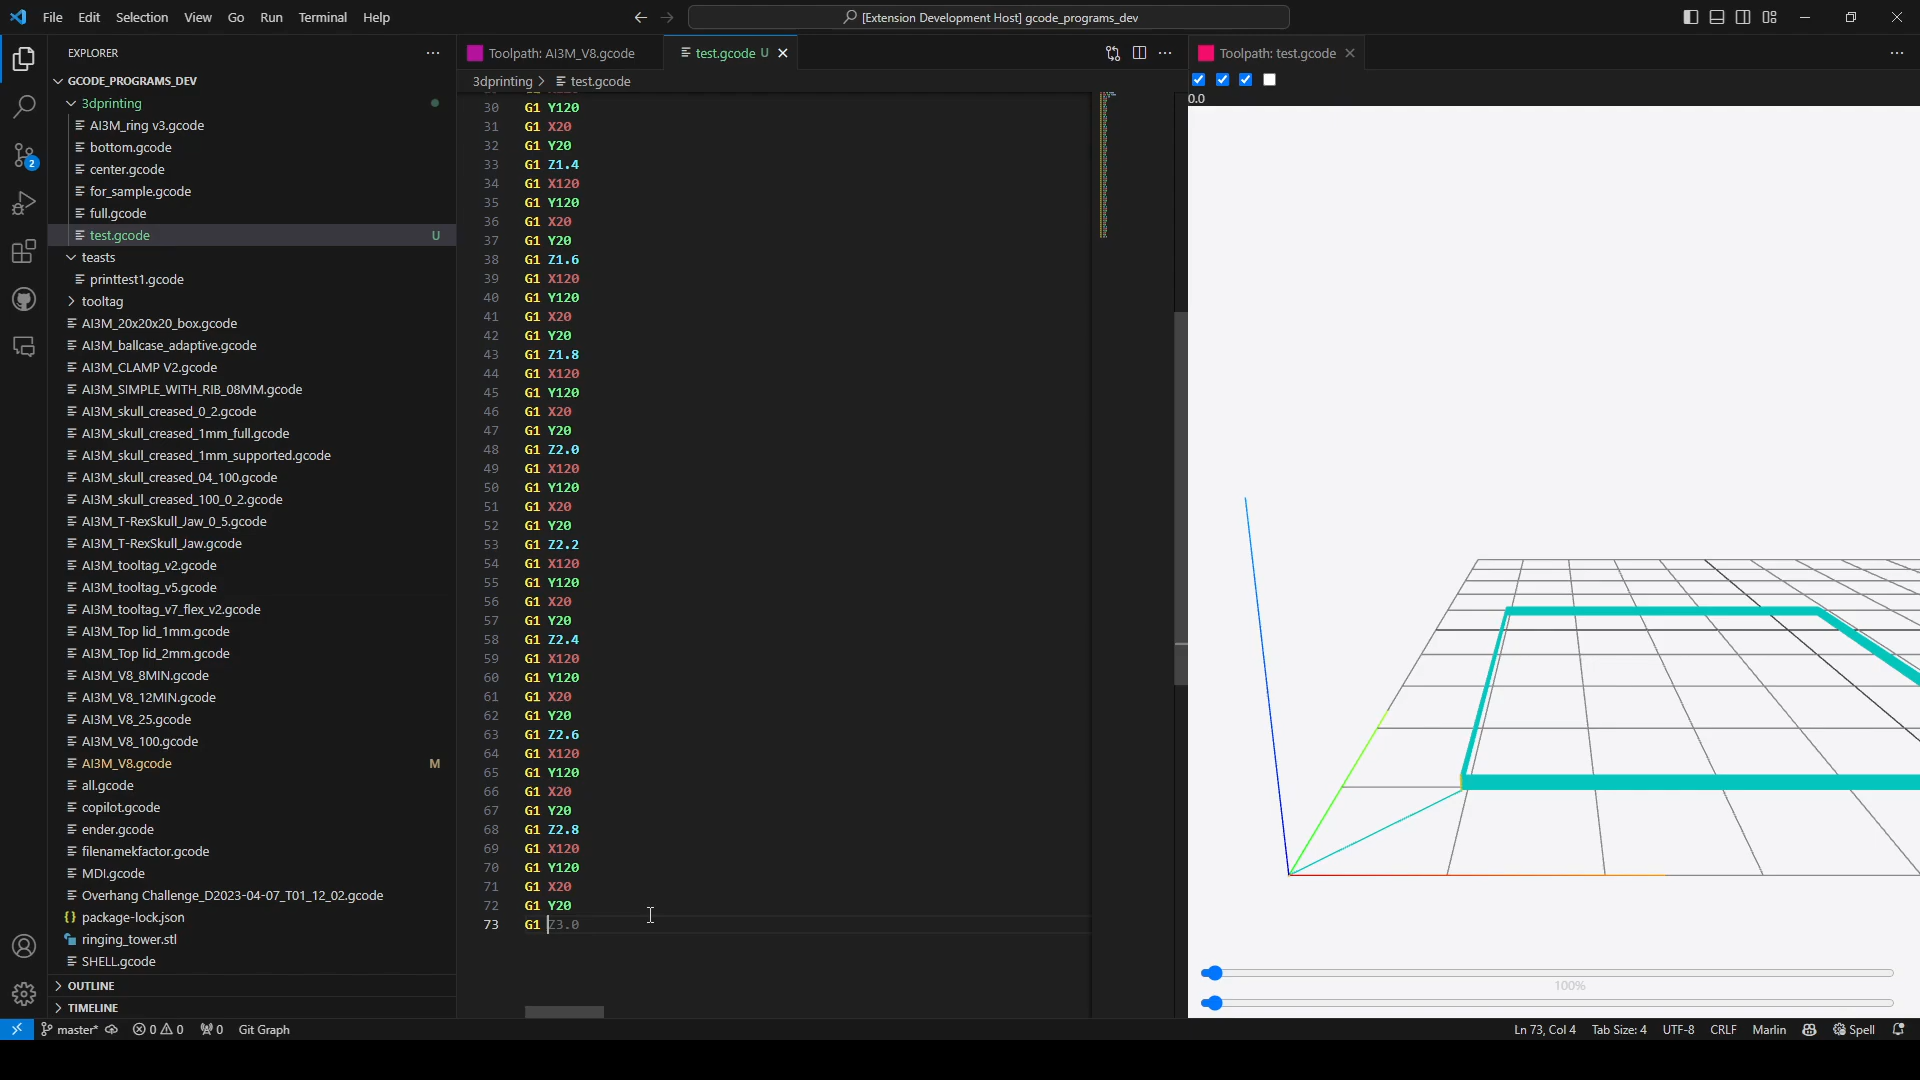 File Edit Selection View Go Run Terminal Help
[Extension Development Host] gcode_programs_dev
EXPLORER
GCODE_PROGRAMS_DEV
3dprinting
AI3M_ring v3.gcode
bottom.gcode
center.gcode
for_sample.gcode
full.gcode
test.gcode U
teasts
printtest1.gcode
tooltag
AI3M_20x20x20_box.gcode
AI3M_ballcase_adaptive.gcode
AI3M_CLAMP V2.gcode
AI3M_SIMPLE_WITH_RIB_08MM.gcode
AI3M_skull_creased_0_2.gcode
AI3M_skull_creased_1mm_full.gcode
AI3M_skull_creased_1mm_supported.gcode
AI3M_skull_creased_04_100.gcode
AI3M_skull_creased_100_0_2.gcode
AI3M_T-RexSkull_Jaw_0_5.gcode
AI3M_T-RexSkull_Jaw.gcode
AI3M_tooltag_v2.gcode
AI3M_tooltag_v5.gcode
AI3M_tooltag_v7_flex_v2.gcode
AI3M_Top lid_1mm.gcode
AI3M_Top lid_2mm.gcode
AI3M_V8_8MIN.gcode
AI3M_V8_12MIN.gcode
AI3M_V8_25.gcode
AI3M_V8_100.gcode
AI3M_V8.gcode M
all.gcode
copilot.gcode
ender.gcode
filenamekfactor.gcode
MDI.gcode
Overhang Challenge_D2023-04-07_T01_12_02.gcode
package-lock.json
ringing_tower.stl
SHELL.gcode
OUTLINE
TIMELINE
2
Toolpath: AI3M_V8.gcode
test.gcode U
3dprinting > test.gcode
30 G1 Y120
31 G1 X20
32 G1 Y20
33 G1 Z1.4
34 G1 X120
35 G1 Y120
36 G1 X20
37 G1 Y20
38 G1 Z1.6
39 G1 X120
40 G1 Y120
41 G1 X20
42 G1 Y20
43 G1 Z1.8
44 G1 X120
45 G1 Y120
46 G1 X20
47 G1 Y20
48 G1 Z2.0
49 G1 X120
50 G1 Y120
51 G1 X20
52 G1 Y20
53 G1 Z2.2
54 G1 X120
55 G1 Y120
56 G1 X20
57 G1 Y20
58 G1 Z2.4
59 G1 X120
60 G1 Y120
61 G1 X20
62 G1 Y20
63 G1 Z2.6
64 G1 X120
65 G1 Y120
66 G1 X20
67 G1 Y20
68 G1 Z2.8
69 G1 X120
70 G1 Y120
71 G1 X20
72 G1 Y20
73 G1 Z3.0
Toolpath: test.gcode
0.0
100%
master* 0 0 0 Git Graph
Ln 73, Col 4 Tab Size: 4 UTF-8 CRLF Marlin Spell